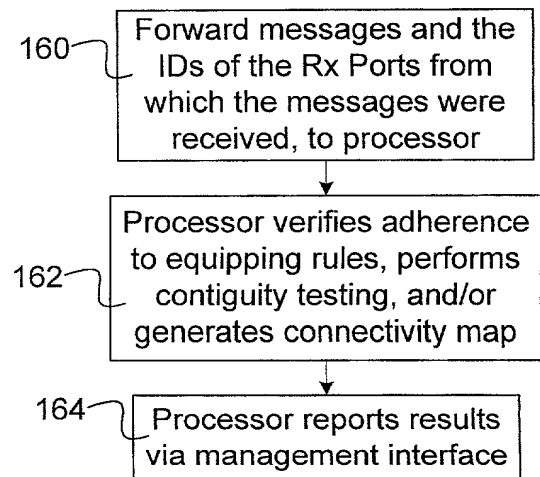 160
Forward messages and the
IDs of the Rx Ports from
which the messages were
received, to processor
162
Processor verifies adherence
to equipping rules, performs
contiguity testing, and/or
generates connectivity map
164
Processor reports results
via management interface